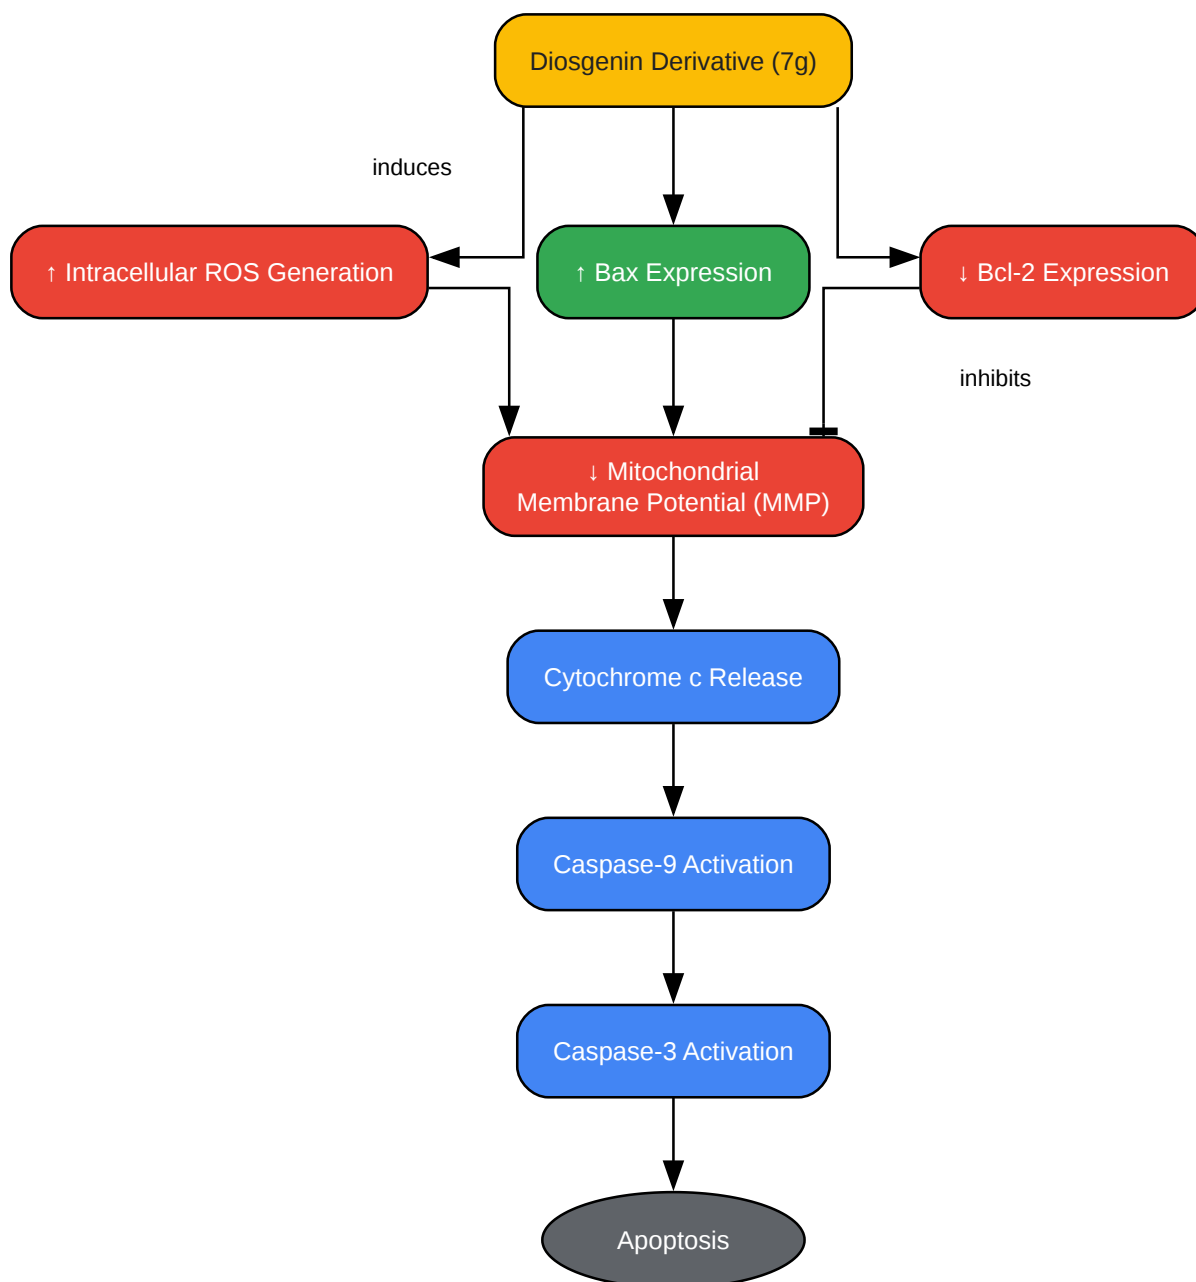 Diosgenin Derivative (7g)
induces
↑ Intracellular ROS Generation
↑ Bax Expression
↓ Bcl-2 Expression
inhibits
↓ Mitochondrial
Membrane Potential (MMP)
Cytochrome c Release
Caspase-9 Activation
Caspase-3 Activation
Apoptosis